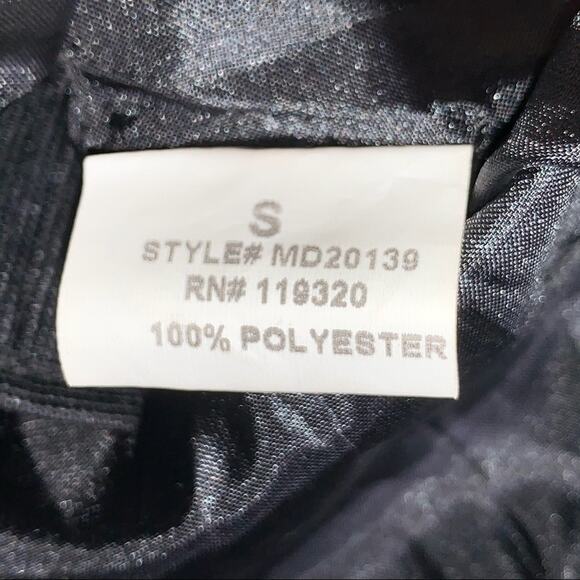 S
STYLE# MD20139
RN# 119320
100% POLYESTER